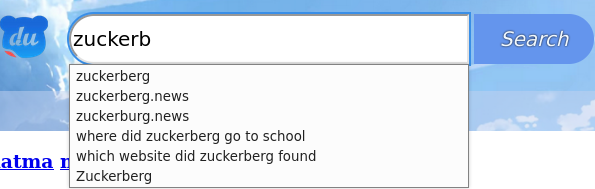 du
zuckerb
Search
zuckerberg
zuckerberg.news
zuckerburg.news
where did zuckerberg go to school
which website did zuckerberg found
Zuckerberg